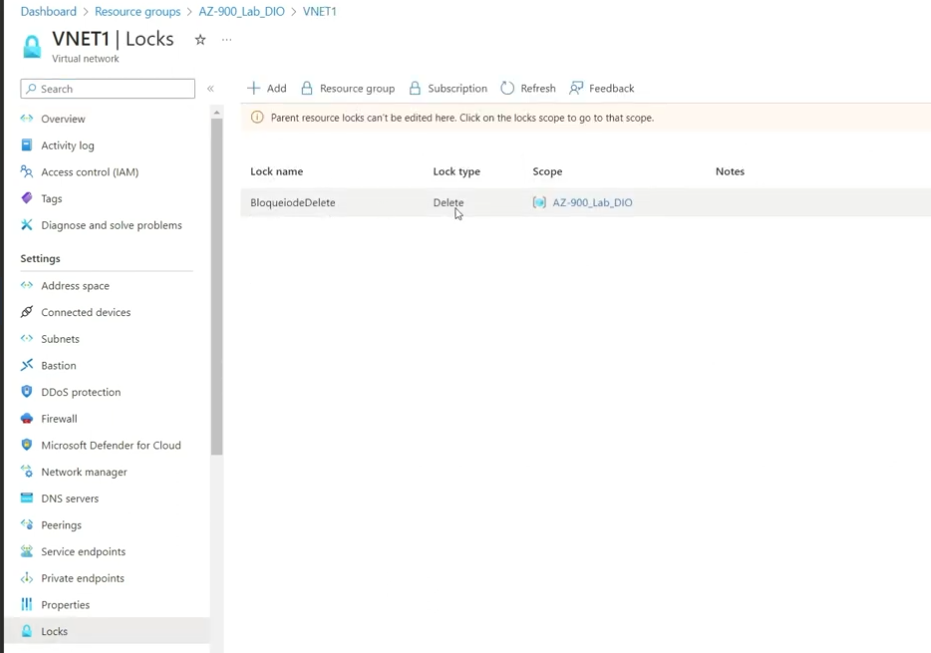 Dashboard > Resource groups > AZ-900_Lab_DIO > VNET1
VNET1 | Locks
Virtual network
Search
Add Resource group Subscription Refresh Feedback
Parent resource locks can't be edited here. Click on the locks scope to go to that scope.
Overview
Activity log
Access control (IAM)
Tags
Diagnose and solve problems
Settings
Address space
Connected devices
Subnets
Bastion
DDoS protection
Firewall
Microsoft Defender for Cloud
Network manager
DNS servers
Peerings
Service endpoints
Private endpoints
Properties
Locks
Lock name Lock type Scope Notes
BloqueiodeDelete Delete AZ-900_Lab_DIO